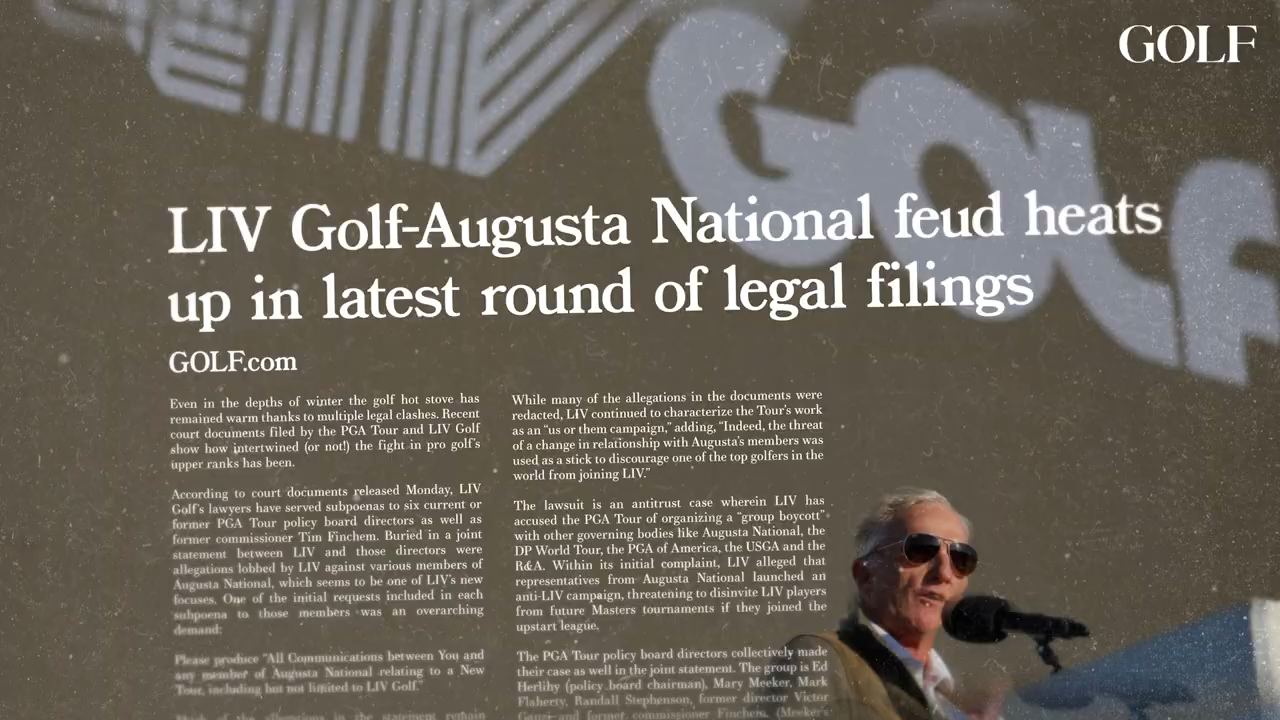 GOLF
LIV GOLF
LIV Golf-Augusta National feud heats
up in latest round of legal filings
GOLF.com
Even in the depths of winter the golf hot stove has
remained warm thanks to multiple legal clashes. Recent
court documents filed by the PGA Tour and LIV Golf
show how intertwined (or not!) the fight in pro golf's
upper ranks has been.
According to court documents released Monday, LIV
Golf's lawyers have served subpoenas to six current or
former PGA Tour policy board directors as well as
former commissioner Tim Finchem. Buried in a joint
statement between LIV and those directors were
allegations lobbed by LIV against various members of
Augusta National, which seems to be one of LIV's new
focuses. One of the initial requests included in each
subpoena to those members was an overarching
demand:
Please produce "All Communications between You and
any member of Augusta National relating to a New
Tour, including but not limited to LIV Golf."
While many of the allegations in the documents were
redacted, LIV continued to characterize the Tour's work
as an "us or them campaign," adding, "Indeed, the threat
of a change in relationship with Augusta's members was
used as a stick to discourage one of the top golfers in the
world from joining LIV."
The lawsuit is an antitrust case wherein LIV has
accused the PGA Tour of organizing a "group boycott"
with other governing bodies like Augusta National, the
DP World Tour, the PGA of America, the USGA and the
R&A. Within its initial complaint, LIV alleged that
representatives from Augusta National launched an
anti-LIV campaign, threatening to disinvite LIV players
from future Masters tournaments if they joined the
upstart league.
The PGA Tour policy board directors collectively made
their case as well in the joint statement. The group is Ed
Herlihy (policy board chairman), Mary Meeker, Mark
Flaherty, Randall Stephenson, former director Victor
and former commissioner Finchem. (Meeker's